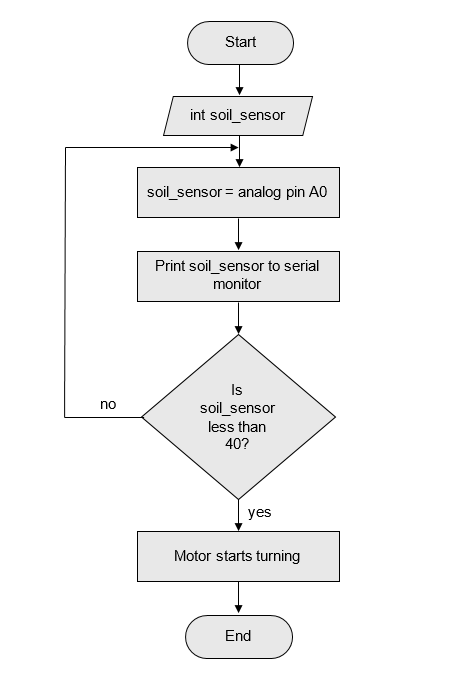 Start
int soil_sensor
soil_sensor = analog pin A0
Print soil_sensor to serial
monitor
Is
soil_sensor
less than
40?
no
yes
Motor starts turning
End